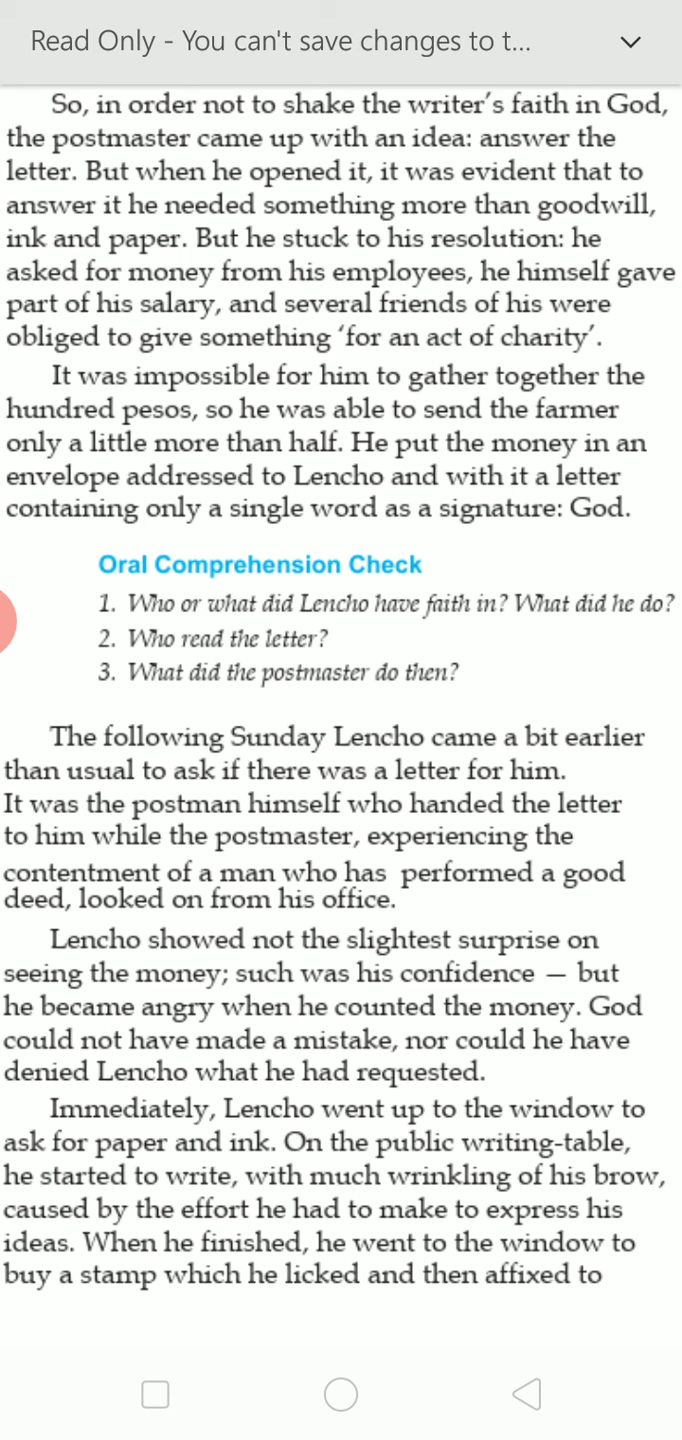 Read Only - You can't save changes to t...
So, in order not to shake the writer's faith in God,
the postmaster came up with an idea: answer the
letter. But when he opened it, it was evident that to
answer it he needed something more than goodwill,
ink and paper. But he stuck to his resolution: he
asked for money from his employees, he himself gave
part of his salary, and several friends of his were
obliged to give something ‘for an act of charity’.
It was impossible for him to gather together the
hundred pesos, so he was able to send the farmer
only a little more than half. He put the money in an
envelope addressed to Lencho and with it a letter
containing only a single word as a signature: God.
Oral Comprehension Check
1. Who or what did Lencho have faith in? What did he do?
2. Who read the letter?
3. What did the postmaster do then?
The following Sunday Lencho came a bit earlier
than usual to ask if there was a letter for him.
It was the postman himself who handed the letter
to him while the postmaster, experiencing the
contentment of a man who has performed a good
deed, looked on from his office.
Lencho showed not the slightest surprise on
seeing the money; such was his confidence — but
he became angry when he counted the money. God
could not have made a mistake, nor could he have
denied Lencho what he had requested.
Immediately, Lencho went up to the window to
ask for paper and ink. On the public writing-table,
he started to write, with much wrinkling of his brow,
caused by the effort he had to make to express his
ideas. When he finished, he went to the window to
buy a stamp which he licked and then affixed to